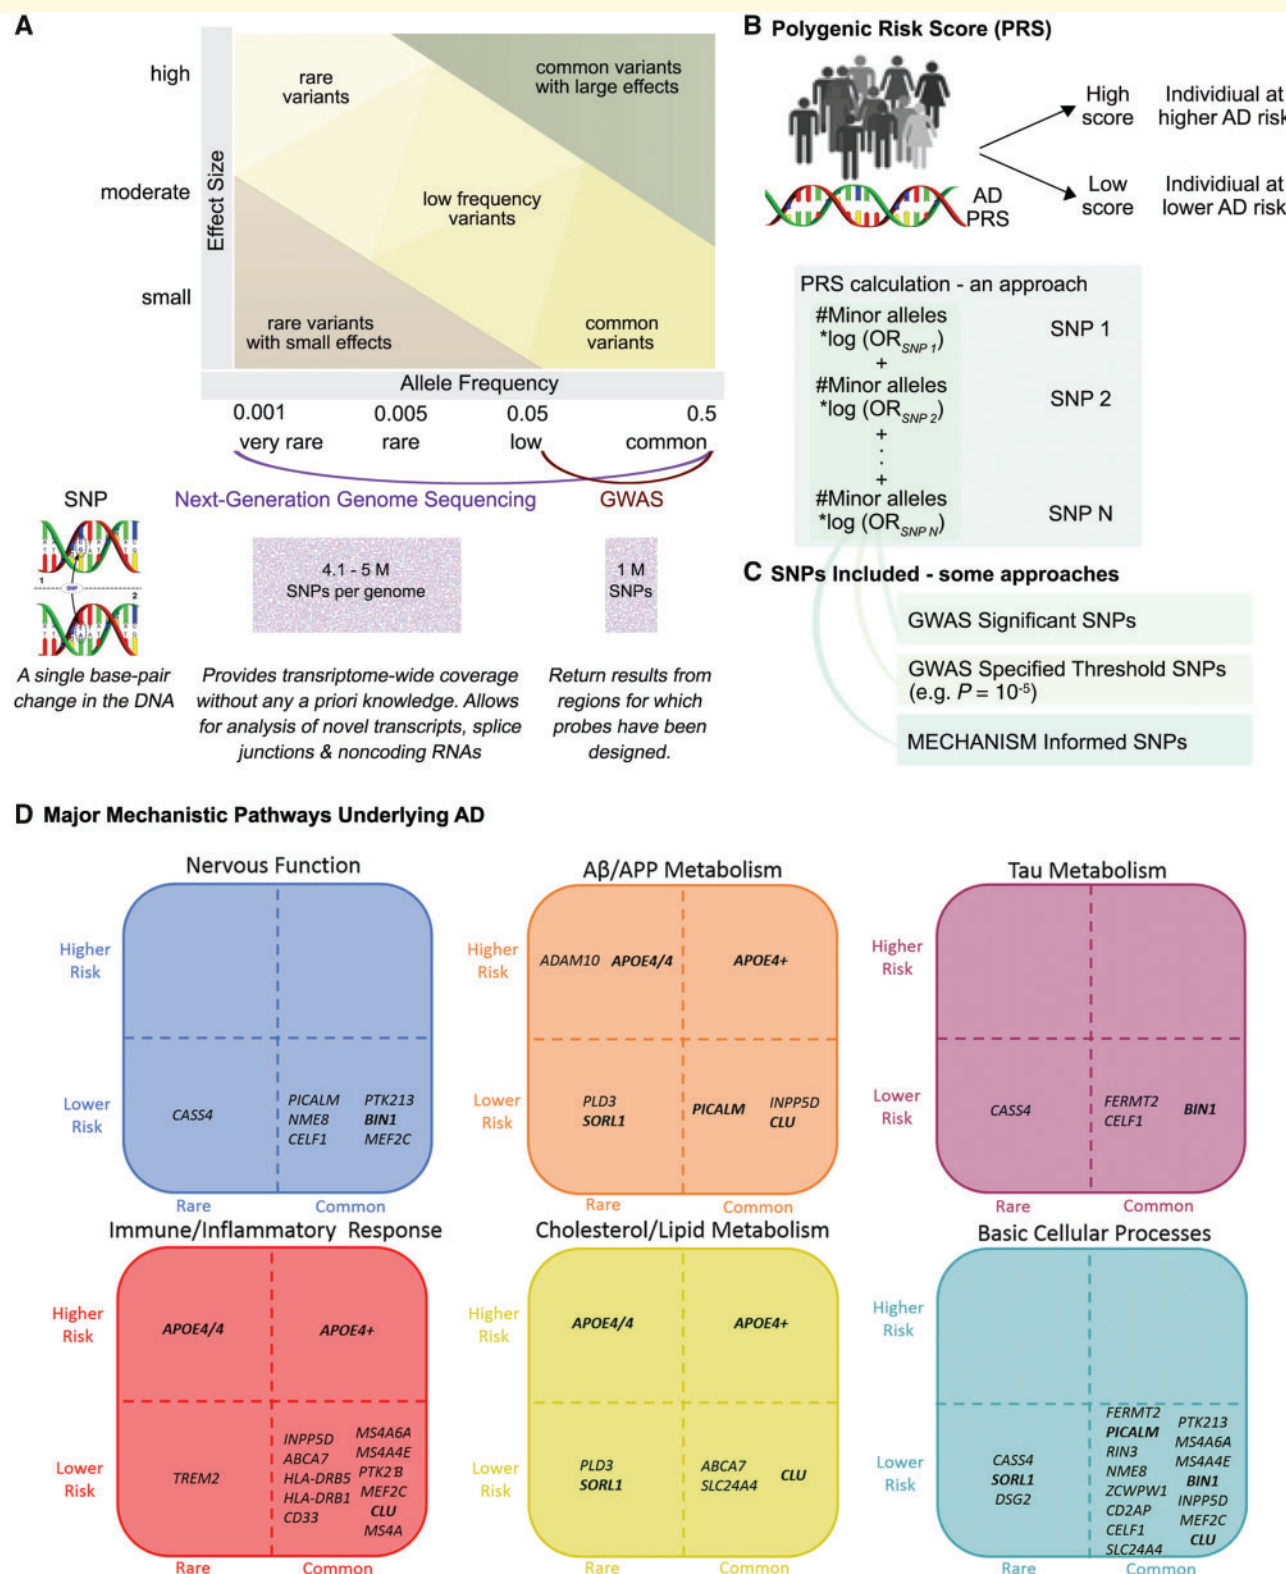 A
high
moderate
small
Effect Size
rare
variants
common variants
with large effects
low frequency
variants
rare variants
with small effects
common
variants
Allele Frequency
0.001
0.005
0.05
0.5
very rare
rare
low
common
SNP
Next-Generation Genome Sequencing
GWAS
1
SNP
2
4.1 - 5 M
SNPs per genome
1 M
SNPs
A single base-pair
change in the DNA
Provides transriptome-wide coverage
without any a priori knowledge. Allows
for analysis of novel transcripts, splice
junctions & noncoding RNAs
Return results from
regions for which
probes have been
designed.
B Polygenic Risk Score (PRS)
AD
PRS
High
score
Individiual at
higher AD risk
Low
score
Individiual at
lower AD risk
PRS calculation - an approach
#Minor alleles
*log (OR_SNP 1)
SNP 1
+
#Minor alleles
*log (OR_SNP 2)
SNP 2
+
.
.
.
+
#Minor alleles
*log (OR_SNP N)
SNP N
C SNPs Included - some approaches
GWAS Significant SNPs
GWAS Specified Threshold SNPs
(e.g. P = 10⁻⁵)
MECHANISM Informed SNPs
D Major Mechanistic Pathways Underlying AD
Nervous Function
Higher
Risk
Lower
Risk
CASS4
PICALM
NME8
CELF1
PTK213
BIN1
MEF2C
Rare
Common
Aβ/APP Metabolism
Higher
Risk
ADAM10
APOE4/4
APOE4+
Lower
Risk
PLD3
SORL1
PICALM
INPP5D
CLU
Rare
Common
Tau Metabolism
Higher
Risk
Lower
Risk
CASS4
FERMT2
CELF1
BIN1
Rare
Common
Immune/Inflammatory Response
Higher
Risk
APOE4/4
APOE4+
Lower
Risk
TREM2
INPP5D
ABCA7
HLA-DRB5
HLA-DRB1
CD33
MS4A6A
MS4A4E
PTK2B
MEF2C
CLU
MS4A
Rare
Common
Cholesterol/Lipid Metabolism
Higher
Risk
APOE4/4
APOE4+
Lower
Risk
PLD3
SORL1
ABCA7
SLC24A4
CLU
Rare
Common
Basic Cellular Processes
Higher
Risk
Lower
Risk
CASS4
SORL1
DSG2
FERMT2
PICALM
RIN3
NME8
ZCWPW1
CD2AP
CELF1
SLC24A4
PTK213
MS4A6A
MS4A4E
BIN1
INPP5D
MEF2C
CLU
Rare
Common